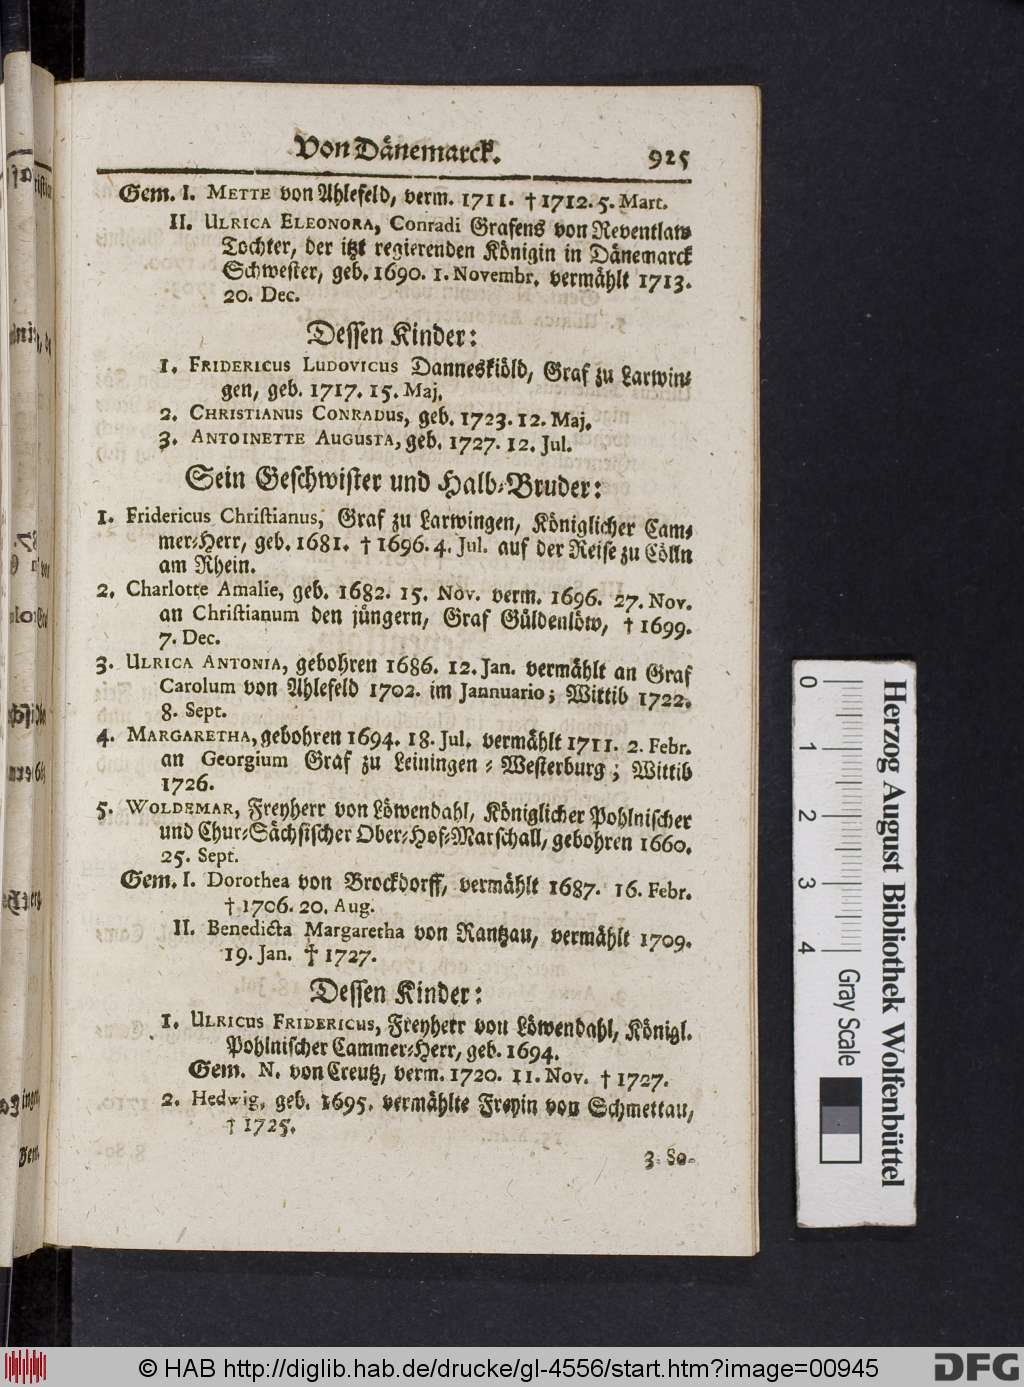 Von Dänemarck. 925
Gem. I. METTE von Ahlefeld, verm. 1711. † 1712. 5. Mart.
II. ULRICA ELEONORA, Conradi Grafens von Reventlaw
Tochter, der itzt regierenden Königin in Dänemarck
Schwester, geb. 1690. 1. Novembr. vermählt 1713.
20. Dec.
Dessen Kinder:
1. FRIDERICUS LUDOVICUS Danneskiöld, Graf zu Larwin-
gen, geb. 1717. 15. Maj.
2. CHRISTIANUS CONRADUS, geb. 1723. 12. Maj.
3. ANTOINETTE AUGUSTA, geb. 1727. 12. Jul.
Sein Geschwister und Halb-Bruder:
1. Fridericus Christianus, Graf zu Larwingen, Königlicher Cam-
mer-Herr, geb. 1681. † 1696. 4. Jul. auf der Reise zu Cölln
am Rhein.
2. Charlotte Amalie, geb. 1682. 15. Nov. verm. 1696. 27. Nov.
an Christianum den jüngern, Graf Güldenlöw, † 1699.
7. Dec.
3. ULRICA ANTONIA, gebohren 1686. 12. Jan. vermählt an Graf
Carolum von Ahlefeld 1702. im Jannuario; Wittib 1722.
8. Sept.
4. MARGARETHA, gebohren 1694. 18. Jul. vermählt 1711. 2. Febr.
an Georgium Graf zu Leiningen-Westerburg; Wittib
1726.
5. WOLDEMAR, Freyherr von Löwendahl, Königlicher Pohlnischer
und Chur-Sächsischer Ober-Hof-Marschall, gebohren 1660.
25. Sept.
Gem. I. Dorothea von Brockdorff, vermählt 1687. 16. Febr.
† 1706. 20. Aug.
II. Benedicta Margaretha von Rantzau, vermählt 1709.
19. Jan. † 1727.
Dessen Kinder:
1. ULRICUS FRIDERICUS, Freyherr von Löwendahl, Königl.
Pohlnischer Cammer-Herr, geb. 1694.
Gem. N. von Creutz, verm. 1720. 11. Nov. † 1727.
2. Hedwig, geb. 1695. vermählte Freyin von Schmettau,
† 1725.
3. So-
0 1 2 3 4
Herzog August Bibliothek Wolfenbüttel
Gray Scale
© HAB http://diglib.hab.de/drucke/gl-4556/start.htm?image=00945
DFG